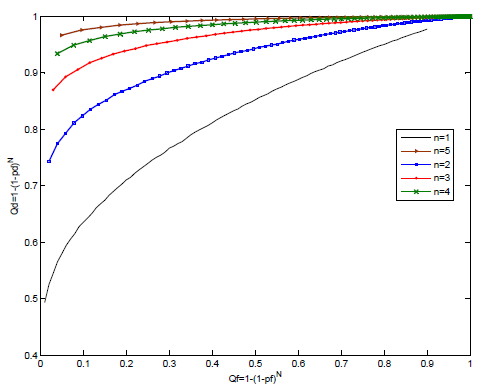 1
0.9
0.8
0.7
0.6
0.5
0.4
Qd=1-(1-pd)^N
n=1
n=5
n=2
n=3
n=4
0 0.1 0.2 0.3 0.4 0.5 0.6 0.7 0.8 0.9 1
Qf=1-(1-pf)^N